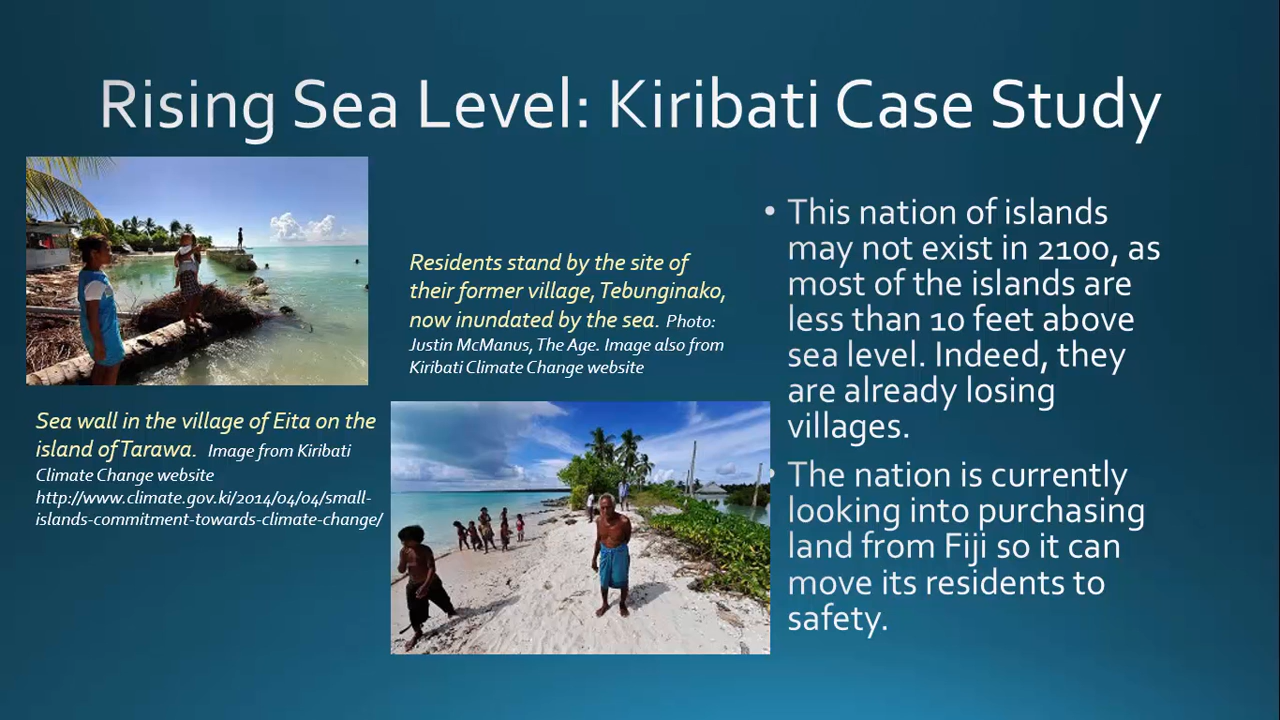 Rising Sea Level: Kiribati Case Study
Residents stand by the site of
their former village, Tebunginako,
now inundated by the sea. Photo:
Justin McManus, The Age. Image also from
Kiribati Climate Change website
Sea wall in the village of Eita on the
island of Tarawa. Image from Kiribati
Climate Change website
http://www.climate.gov.ki/2014/04/04/small-
islands-commitment-towards-climate-change/
• This nation of islands
may not exist in 2100, as
most of the islands are
less than 10 feet above
sea level. Indeed, they
are already losing
villages.
• The nation is currently
looking into purchasing
land from Fiji so it can
move its residents to
safety.